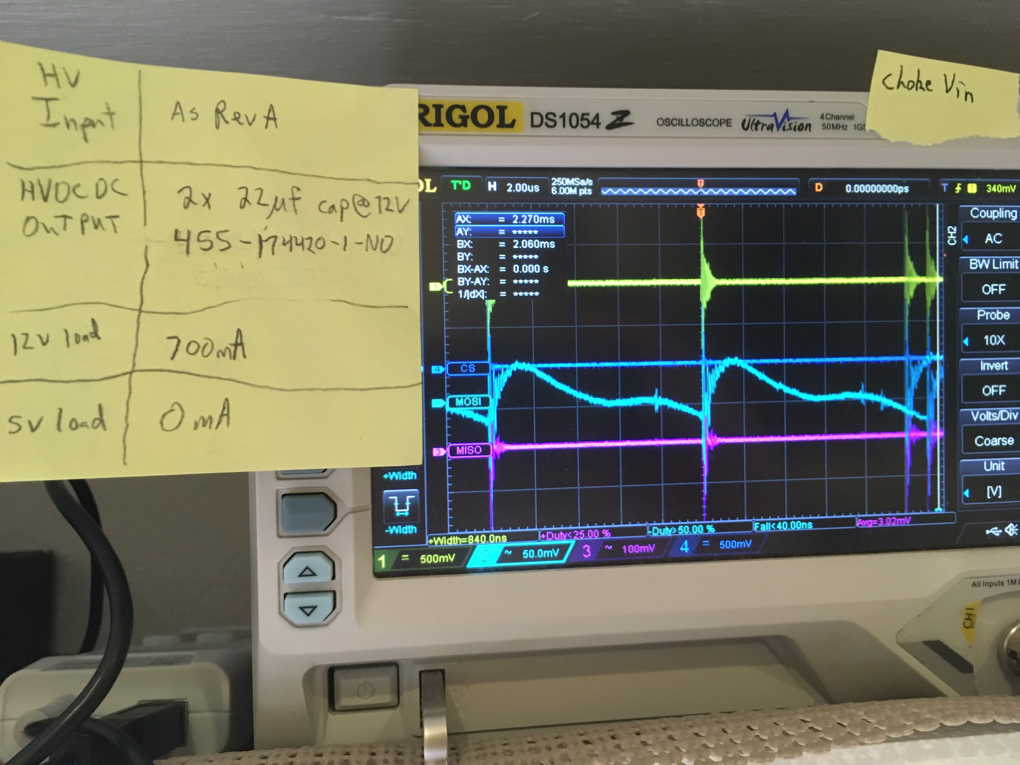 HV
Input
As Rev A
HVDCDC
OUTPUT
2x 22µf cap@12V
12V load
700mA
5V load
0mA
Choke Vin
RIGOL DS1054Z OSCILLOSCOPE UltraVision 4 Channel
50MHz
T'D H 2.00us 250MSa/s
6.00M pts
D 0.00000000ps T 340mV
AX: = 2.270ms
AY: = *****
BX: = 2.060ms
BY: = *****
BX-AX: = 0.000 s
BY-AY: = *****
1/|dX|: = *****
CH2
Coupling
AC
BW Limit
OFF
Probe
10X
Invert
OFF
Volts/Div
Coarse
Unit
[V]
CS
MOSI
MISO
+Width
-Width
+Width=840.0ns +Duty<25.00 % -Duty>50.00 % Fall<40.00ns Avg=3.02mV
1 = 500mV ~ 50.0mV 3 ~ 100mV 4 = 500mV
All Inputs 1M
CH1